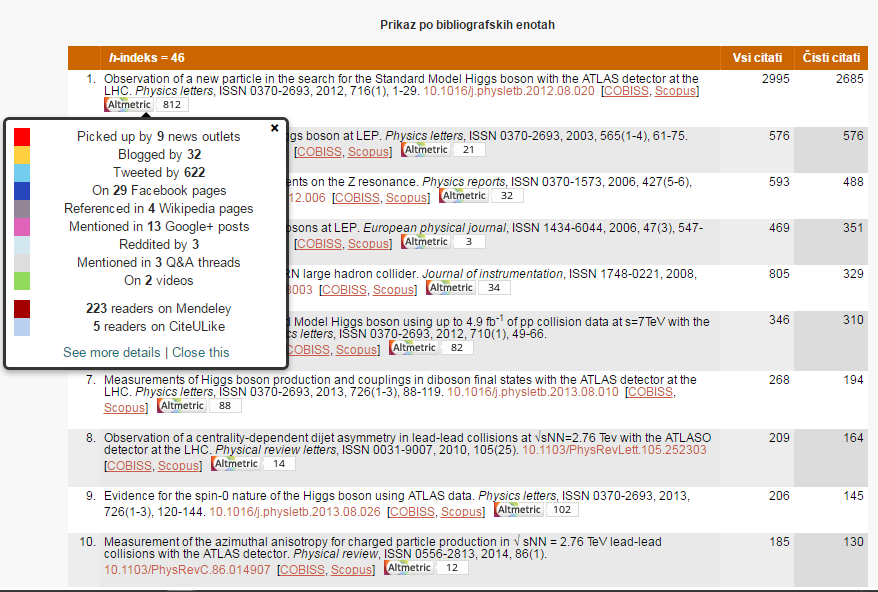 Prikaz po bibliografskih enotah
h-indeks = 46 Vsi citati Čisti citati
1. Observation of a new particle in the search for the Standard Model Higgs boson with the ATLAS detector at the 2995 2685
LHC. Physics letters, ISSN 0370-2693, 2012, 716(1), 1-29. 10.1016/j.physletb.2012.08.020 [COBISS, Scopus]
Altmetric 812
×
Picked up by 9 news outlets
Blogged by 32
Tweeted by 622
On 29 Facebook pages
Referenced in 4 Wikipedia pages
Mentioned in 13 Google+ posts
Reddited by 3
Mentioned in 3 Q&A threads
On 2 videos
223 readers on Mendeley
5 readers on CiteULike
See more details | Close this
gs boson at LEP. Physics letters, ISSN 0370-2693, 2003, 565(1-4), 61-75. 576 576
[COBISS, Scopus] Altmetric 21
ents on the Z resonance. Physics reports, ISSN 0370-1573, 2006, 427(5-6), 593 488
12.006 [COBISS, Scopus] Altmetric 32
osons at LEP. European physical journal, ISSN 1434-6044, 2006, 47(3), 547- 469 351
[COBISS, Scopus] Altmetric 3
RN large hadron collider. Journal of instrumentation, ISSN 1748-0221, 2008, 805 329
8003 [COBISS, Scopus] Altmetric 34
d Model Higgs boson using up to 4.9 fb-1 of pp collision data at s=7TeV with the 346 310
cs letters, ISSN 0370-2693, 2012, 710(1), 49-66.
COBISS, Scopus] Altmetric 82
7. Measurements of Higgs boson production and couplings in diboson final states with the ATLAS detector at the 268 194
LHC. Physics letters, ISSN 0370-2693, 2013, 726(1-3), 88-119. 10.1016/j.physletb.2013.08.010 [COBISS,
Scopus] Altmetric 88
8. Observation of a centrality-dependent dijet asymmetry in lead-lead collisions at √sNN=2.76 Tev with the ATLASO 209 164
detector at the LHC. Physical review letters, ISSN 0031-9007, 2010, 105(25). 10.1103/PhysRevLett.105.252303
[COBISS, Scopus] Altmetric 14
9. Evidence for the spin-0 nature of the Higgs boson using ATLAS data. Physics letters, ISSN 0370-2693, 2013, 206 145
726(1-3), 120-144. 10.1016/j.physletb.2013.08.026 [COBISS, Scopus] Altmetric 102
10. Measurement of the azimuthal anisotropy for charged particle production in √ sNN = 2.76 TeV lead-lead 185 130
collisions with the ATLAS detector. Physical review, ISSN 0556-2813, 2014, 86(1).
10.1103/PhysRevC.86.014907 [COBISS, Scopus] Altmetric 12